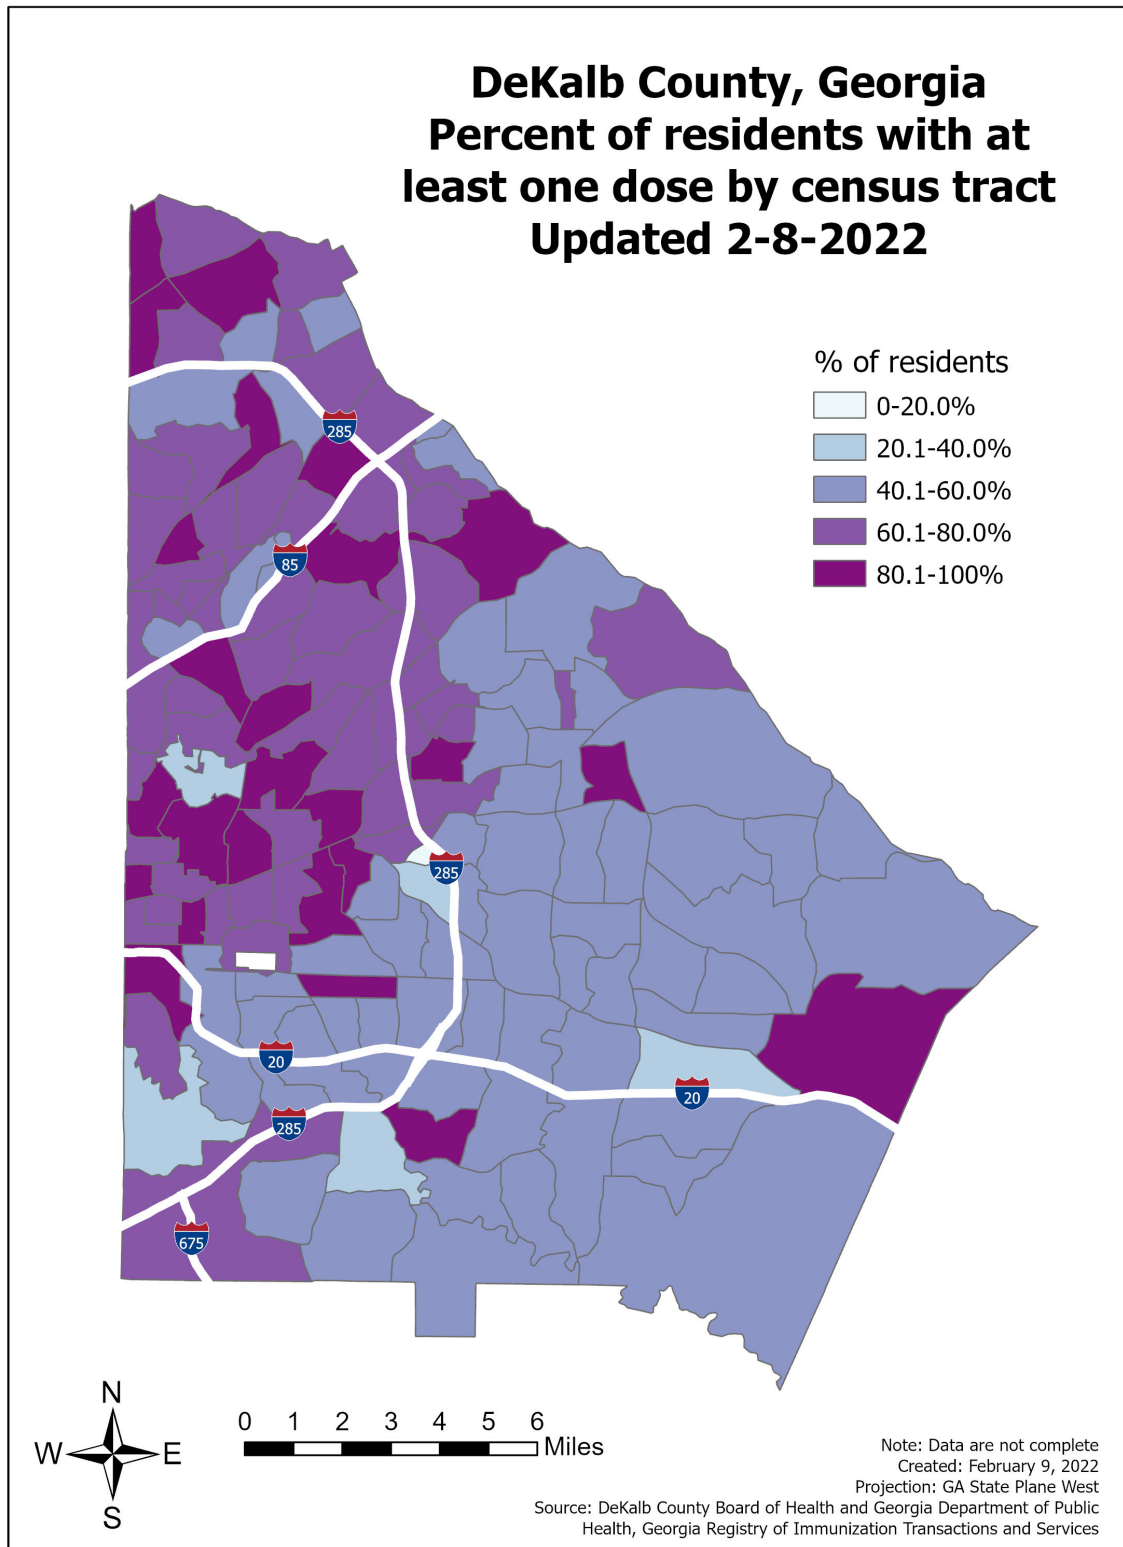 DeKalb County, Georgia
Percent of residents with at
least one dose by census tract
Updated 2-8-2022
% of residents
0-20.0%
20.1-40.0%
40.1-60.0%
60.1-80.0%
80.1-100%
285
85
285
20
20
285
675
N
W E
S
0 1 2 3 4 5 6
Miles
Note: Data are not complete
Created: February 9, 2022
Projection: GA State Plane West
Source: DeKalb County Board of Health and Georgia Department of Public
Health, Georgia Registry of Immunization Transactions and Services